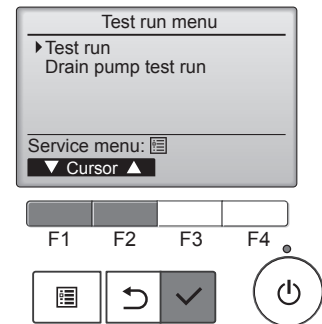 Test run menu
Test run
Drain pump test run
Service menu:
▼ Cursor ▲
F1 F2 F3 F4